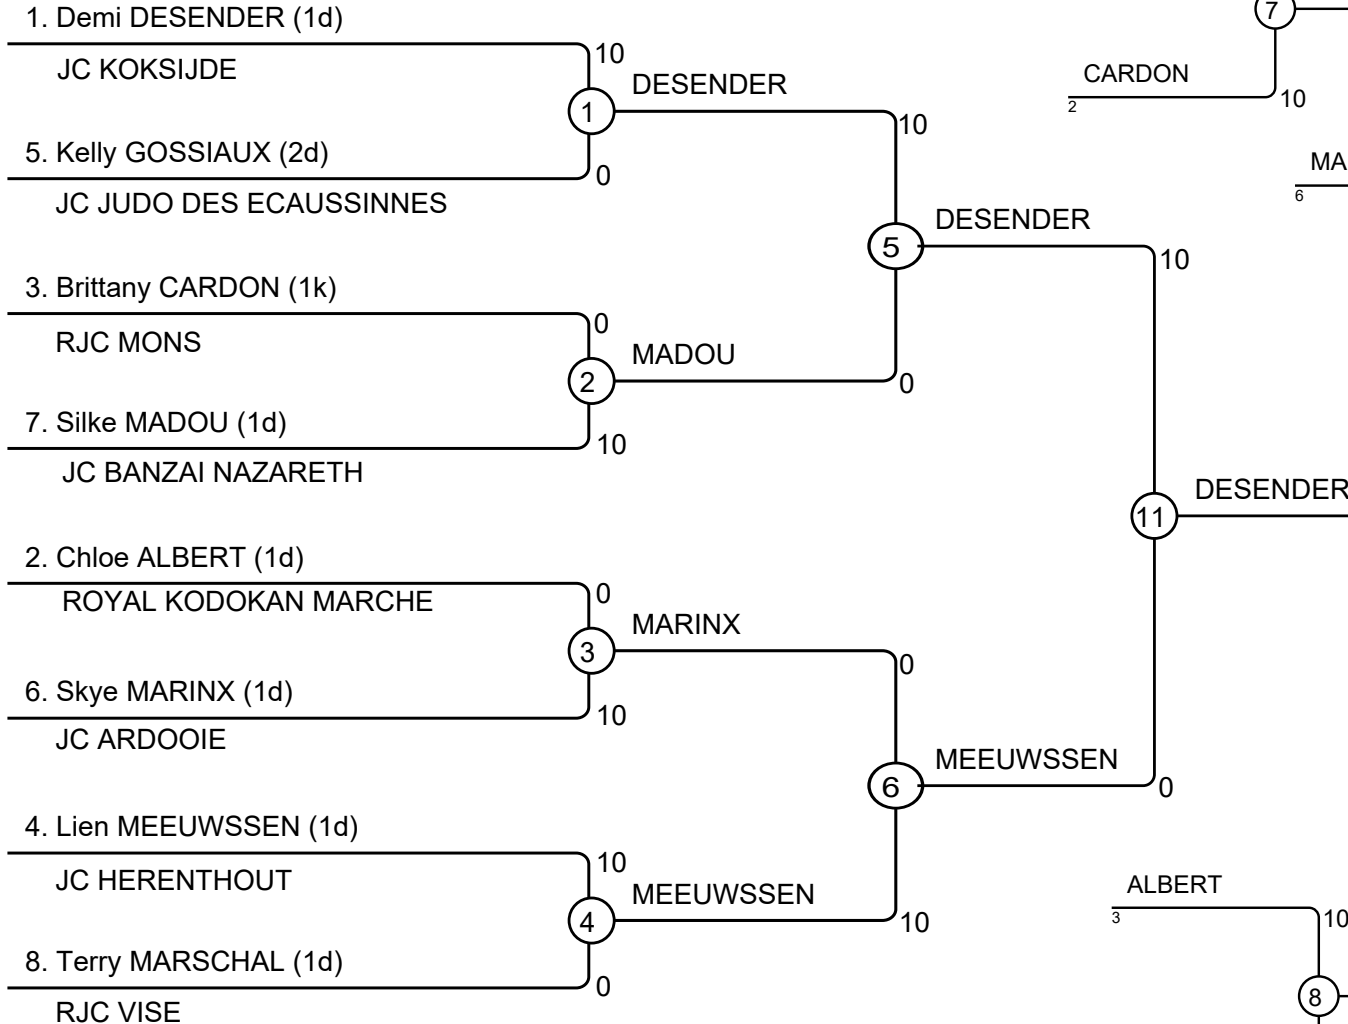 1. Demi DESENDER (1d)
10
JC KOKSIJDE
1
DESENDER
10
5. Kelly GOSSIAUX (2d)
0
JC JUDO DES ECAUSSINNES
5
DESENDER
10
3. Brittany CARDON (1k)
0
RJC MONS
2
MADOU
0
7. Silke MADOU (1d)
10
JC BANZAI NAZARETH
11
DESENDER
2. Chloe ALBERT (1d)
0
ROYAL KODOKAN MARCHE
3
MARINX
0
6. Skye MARINX (1d)
10
JC ARDOOIE
6
MEEUWSSEN
0
4. Lien MEEUWSSEN (1d)
10
JC HERENTHOUT
4
MEEUWSSEN
10
8. Terry MARSCHAL (1d)
0
RJC VISE
7
CARDON
2
10
MA
6
ALBERT
3
10
8